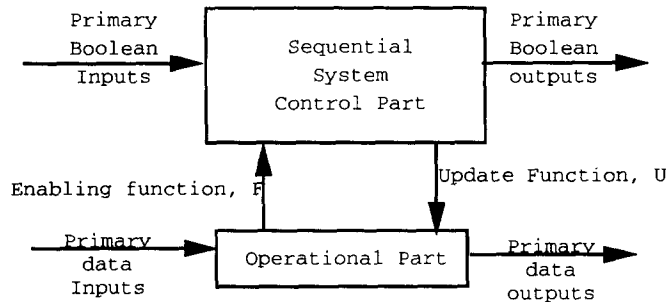 Primary
Boolean
Inputs
Sequential
System
Control Part
Primary
Boolean
outputs
Enabling function, F
Update Function, U
Primary
data
Inputs
Operational Part
Primary
data
outputs